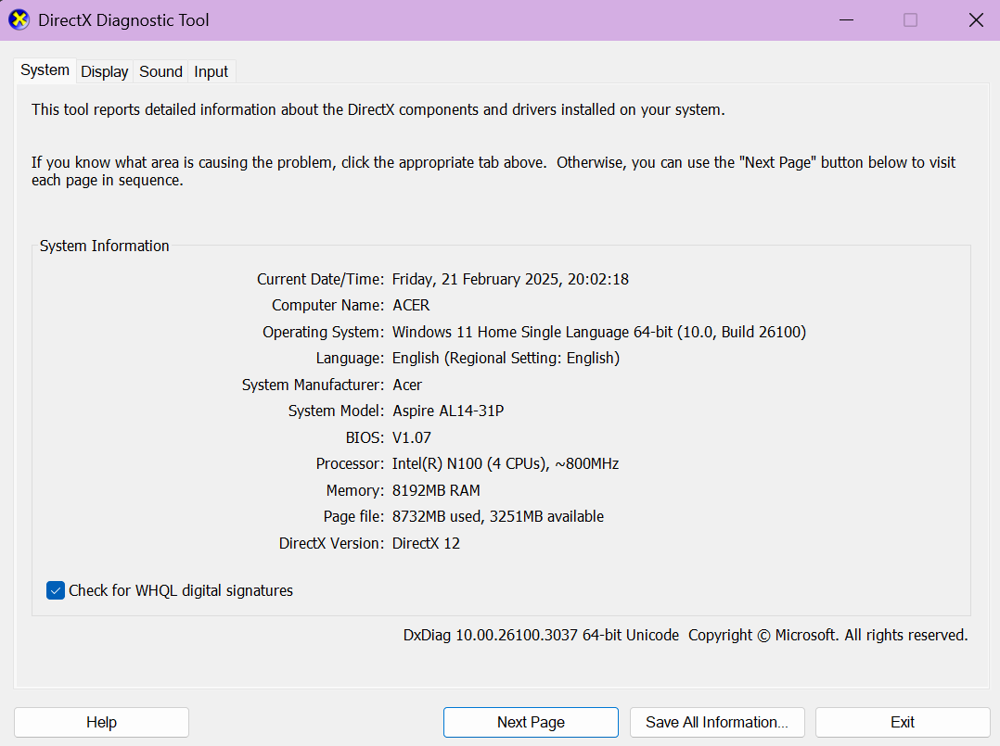 DirectX Diagnostic Tool
System Display Sound Input
This tool reports detailed information about the DirectX components and drivers installed on your system.
If you know what area is causing the problem, click the appropriate tab above.  Otherwise, you can use the "Next Page" button below to visit
each page in sequence.
System Information
Current Date/Time: Friday, 21 February 2025, 20:02:18
Computer Name: ACER
Operating System: Windows 11 Home Single Language 64-bit (10.0, Build 26100)
Language: English (Regional Setting: English)
System Manufacturer: Acer
System Model: Aspire AL14-31P
BIOS: V1.07
Processor: Intel(R) N100 (4 CPUs), ~800MHz
Memory: 8192MB RAM
Page file: 8732MB used, 3251MB available
DirectX Version: DirectX 12
Check for WHQL digital signatures
DxDiag 10.00.26100.3037 64-bit Unicode  Copyright © Microsoft. All rights reserved.
Help Next Page Save All Information... Exit